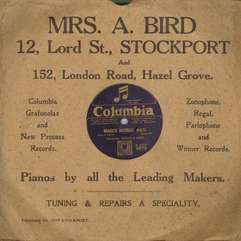 MRS. A. BIRD
12, Lord St., STOCKPORT
And
152, London Road, Hazel Grove.
Columbia
Grafonolas
and
New Process
Records.
Columbia
Zonophone,
Regal,
Parlophone
and
Winner Records.
Pianos by all the Leading Makers.
TUNING & REPAIRS A SPECIALITY.